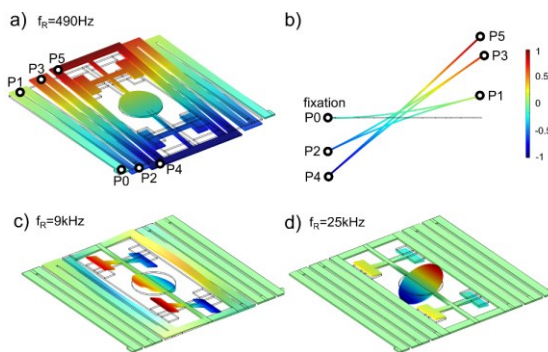 a) f_R=490Hz
P5
P3
P1
P0 P2 P4
b)
P5
P3
P1
fixation
P0
P2
P4
1
0.5
0
-0.5
-1
c) f_R=9kHz
d) f_R=25kHz